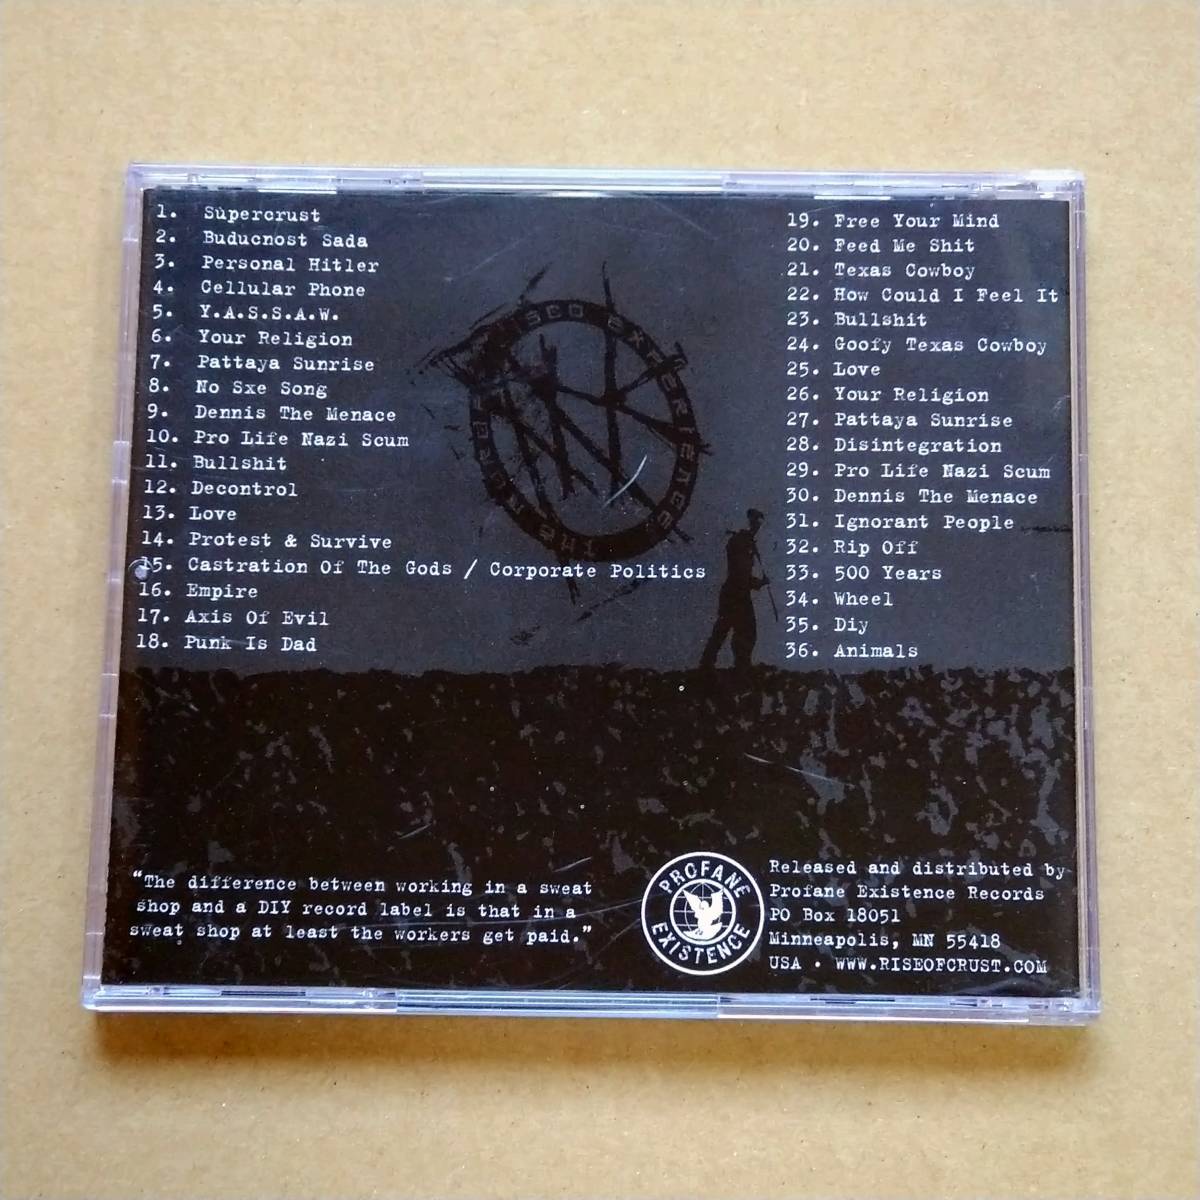 1. Supercrust
2. Buducnost Sada
3. Personal Hitler
4. Cellular Phone
5. Y.A.S.S.A.W.
6. Your Religion
7. Pattaya Sunrise
8. No Sxe Song
9. Dennis The Menace
10. Pro Life Nazi Scum
11. Bullshit
12. Decontrol
13. Love
14. Protest & Survive
15. Castration Of The Gods / Corporate Politics
16. Empire
17. Axis Of Evil
18. Punk Is Dad
19. Free Your Mind
20. Feed Me Shit
21. Texas Cowboy
22. How Could I Feel It
23. Bullshit
24. Goofy Texas Cowboy
25. Love
26. Your Religion
27. Pattaya Sunrise
28. Disintegration
29. Pro Life Nazi Scum
30. Dennis The Menace
31. Ignorant People
32. Rip Off
33. 500 Years
34. Wheel
35. Diy
36. Animals
"The difference between working in a sweat
shop and a DIY record label is that in a
sweat shop at least the workers get paid."
PROFANE
EXISTENCE
Released and distributed by
Profane Existence Records
PO Box 18051
Minneapolis, MN 55418
USA · WWW.RISEOFCRUST.COM